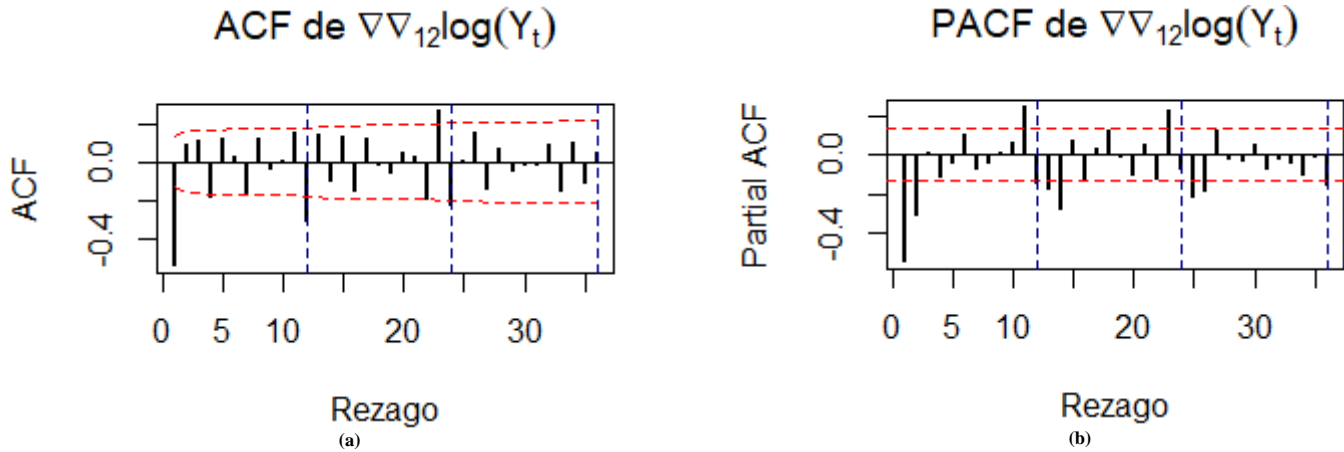 ACF de ∇∇₁₂log(Yₜ)
ACF
0.0
-0.4
0 5 10 20 30
Rezago
(a)
PACF de ∇∇₁₂log(Yₜ)
Partial ACF
0.0
-0.4
0 5 10 20 30
Rezago
(b)